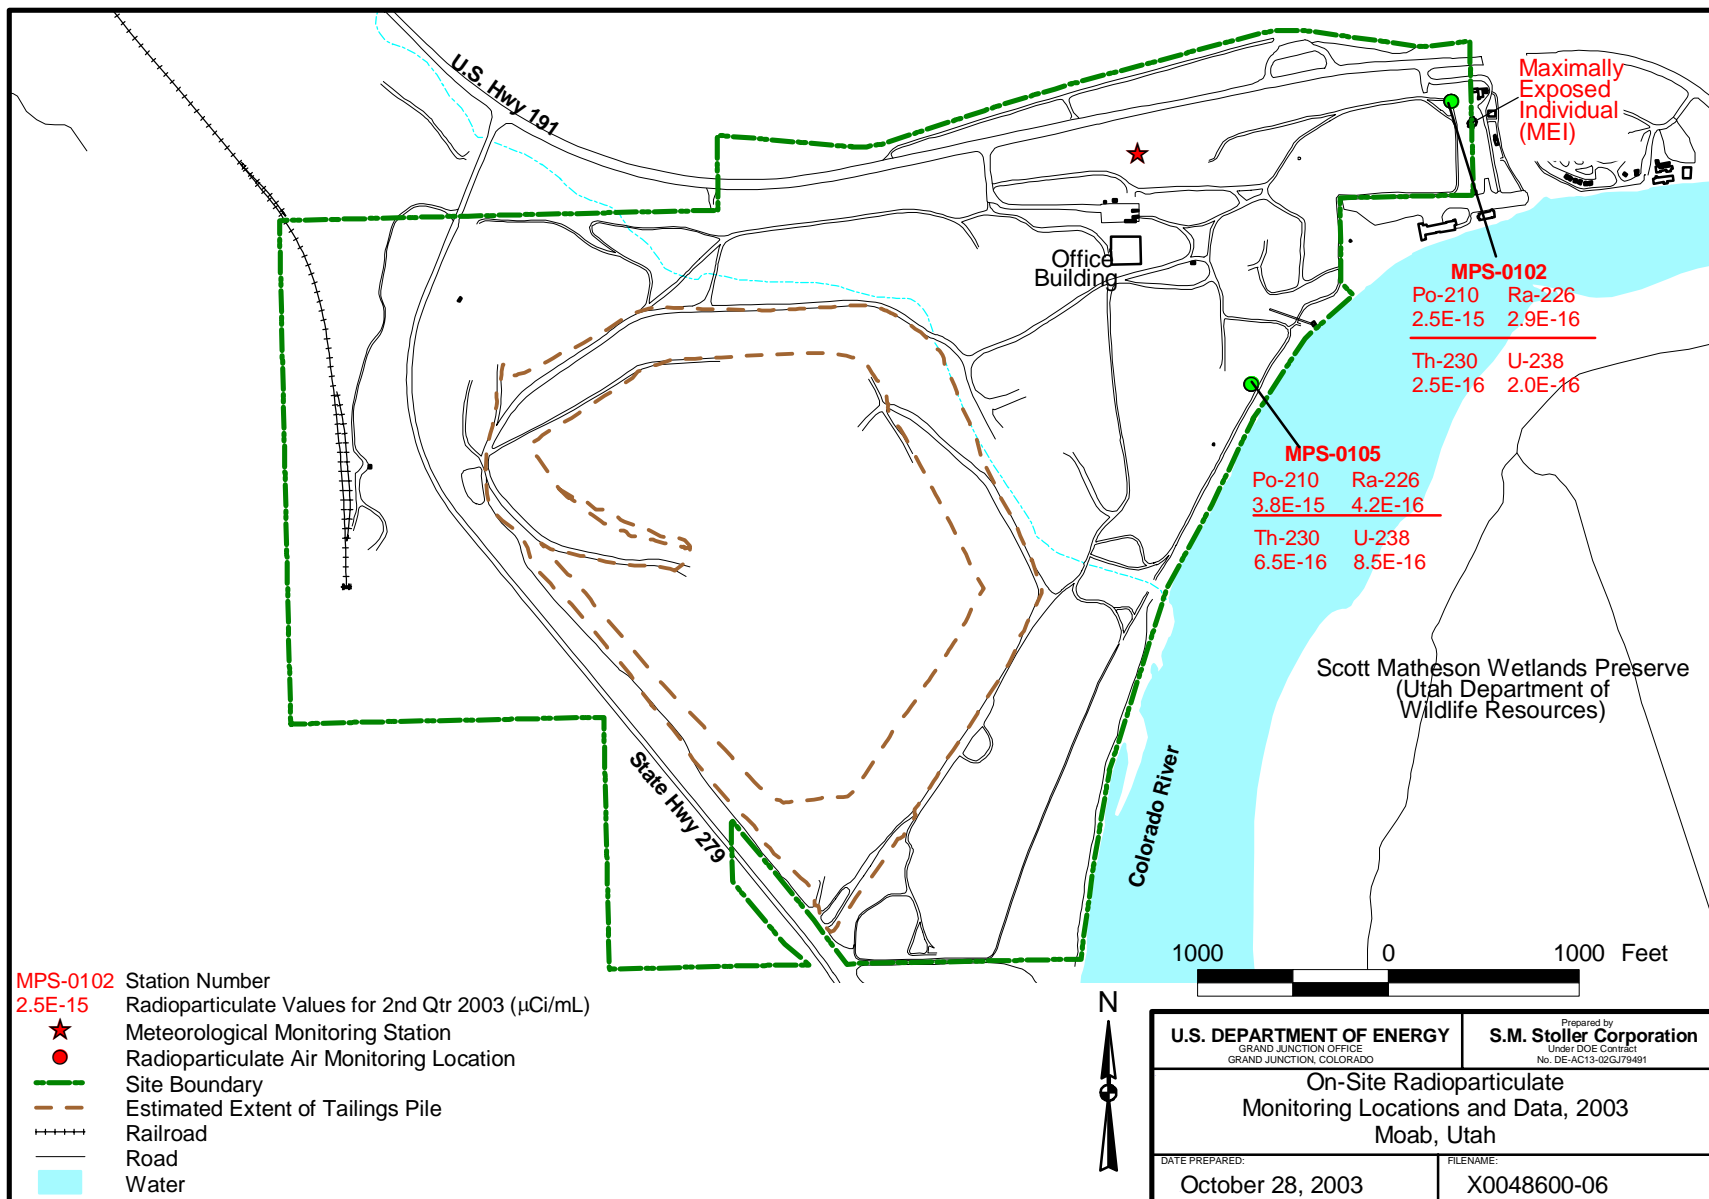 U.S. Hwy 191
Maximally
Exposed
Individual
(MEI)
Office
Building
MPS-0102
Po-210 Ra-226
2.5E-15 2.9E-16
Th-230 U-238
2.5E-16 2.0E-16
MPS-0105
Po-210 Ra-226
3.8E-15 4.2E-16
Th-230 U-238
6.5E-16 8.5E-16
Scott Matheson Wetlands Preserve
(Utah Department of
Wildlife Resources)
State Hwy 279
Colorado River
1000 0 1000 Feet
N
MPS-0102 Station Number
2.5E-15 Radioparticulate Values for 2nd Qtr 2003 (μCi/mL)
Meteorological Monitoring Station
Radioparticulate Air Monitoring Location
Site Boundary
Estimated Extent of Tailings Pile
Railroad
Road
Water
U.S. DEPARTMENT OF ENERGY
GRAND JUNCTION OFFICE
GRAND JUNCTION, COLORADO
Prepared by
S.M. Stoller Corporation
Under DOE Contract
No. DE-AC13-02GJ79491
On-Site Radioparticulate
Monitoring Locations and Data, 2003
Moab, Utah
DATE PREPARED:
October 28, 2003
FILENAME:
X0048600-06